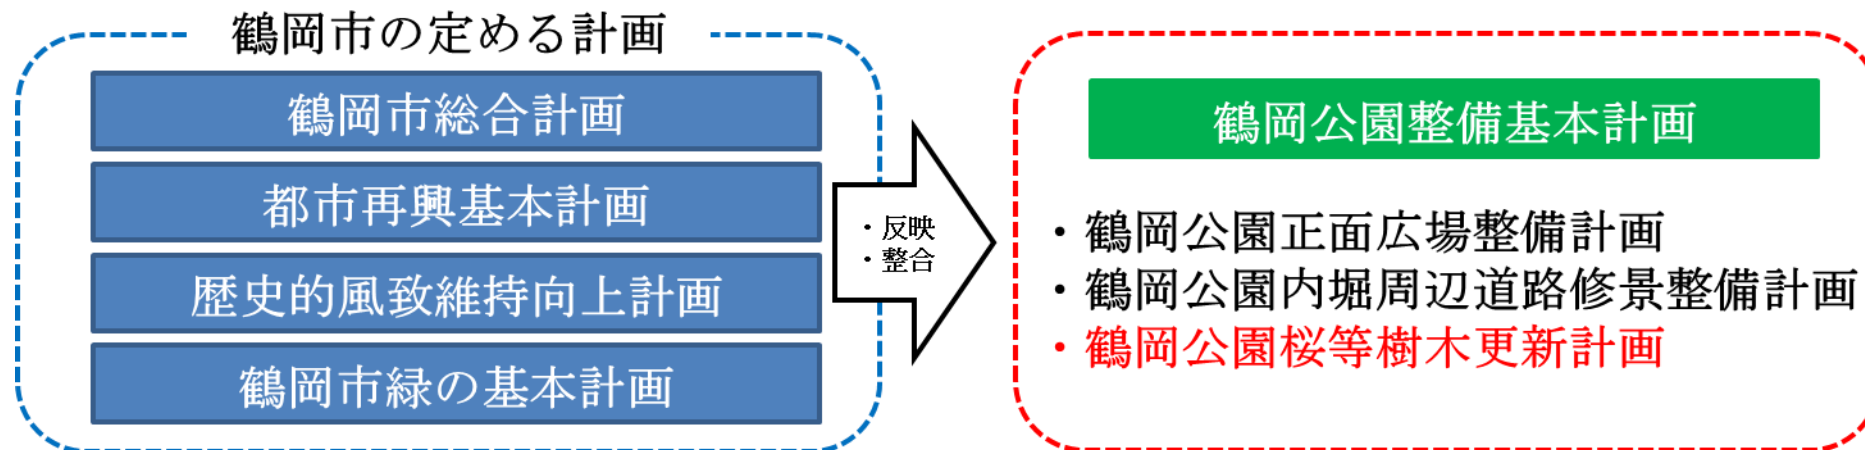 鶴岡市の定める計画
鶴岡市総合計画
都市再興基本計画
歴史的風致維持向上計画
鶴岡市緑の基本計画
・反映
・整合
鶴岡公園整備基本計画
・鶴岡公園正面広場整備計画
・鶴岡公園内堀周辺道路修景整備計画
・鶴岡公園桜等樹木更新計画